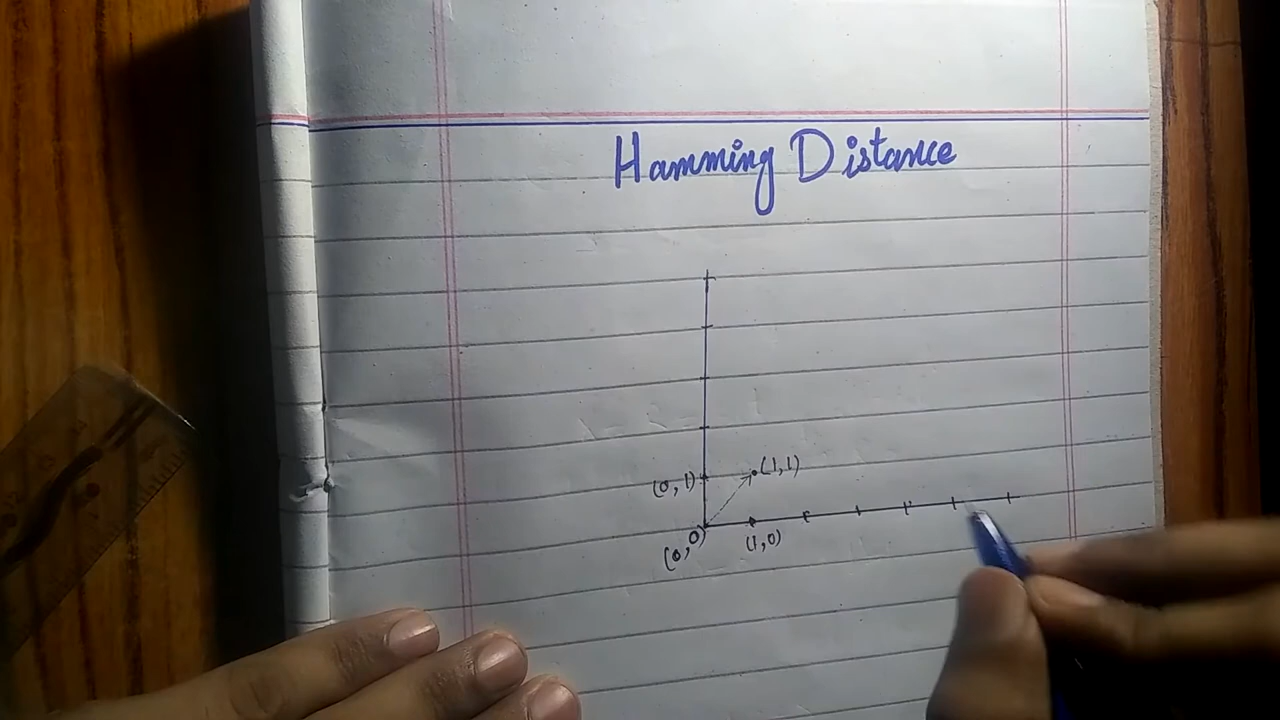 Hamming Distance
(0,1) (1,1)
(0,0) (1,0)